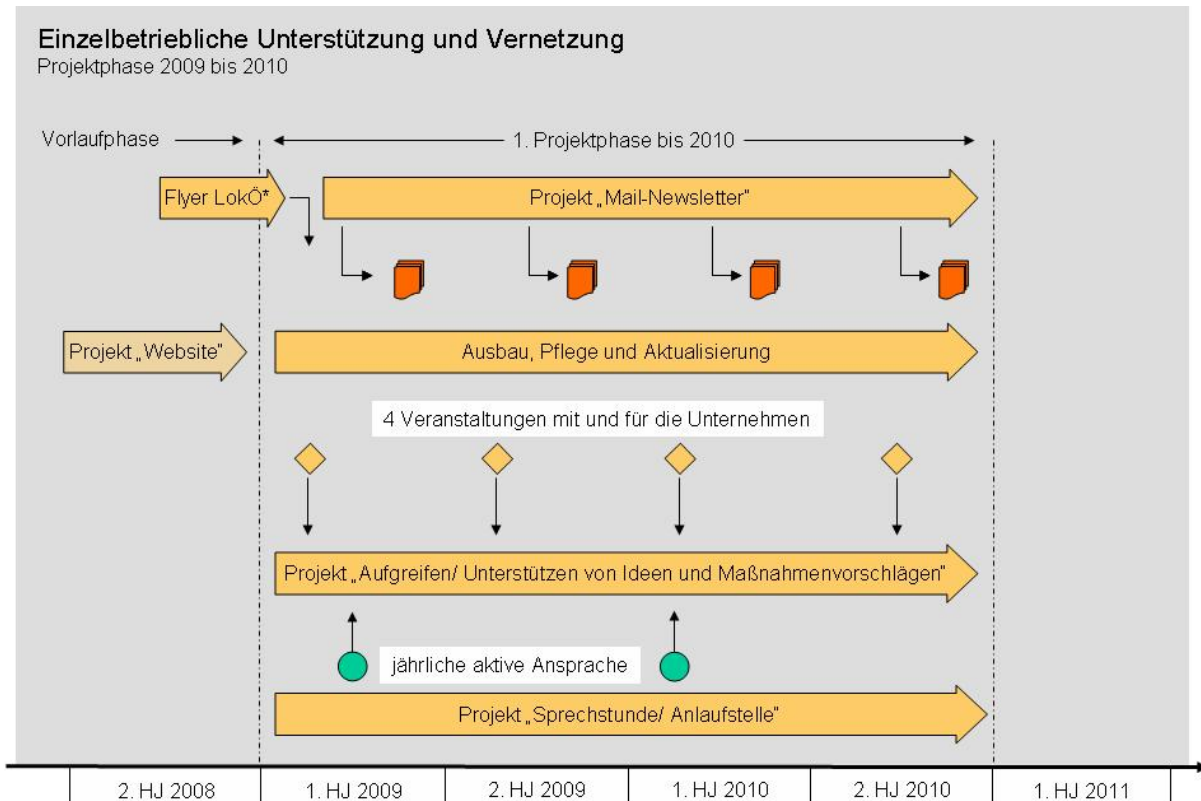 Einzelbetriebliche Unterstützung und Vernetzung
Projektphase 2009 bis 2010
Vorlaufphase
1. Projektphase bis 2010
Flyer LokÖ*
Projekt „Mail-Newsletter"
Projekt „Website"
Ausbau, Pflege und Aktualisierung
4 Veranstaltungen mit und für die Unternehmen
Projekt „Aufgreifen/ Unterstützen von Ideen und Maßnahmenvorschlägen"
jährliche aktive Ansprache
Projekt „Sprechstunde/ Anlaufstelle"
2. HJ 2008
1. HJ 2009
2. HJ 2009
1. HJ 2010
2. HJ 2010
1. HJ 2011